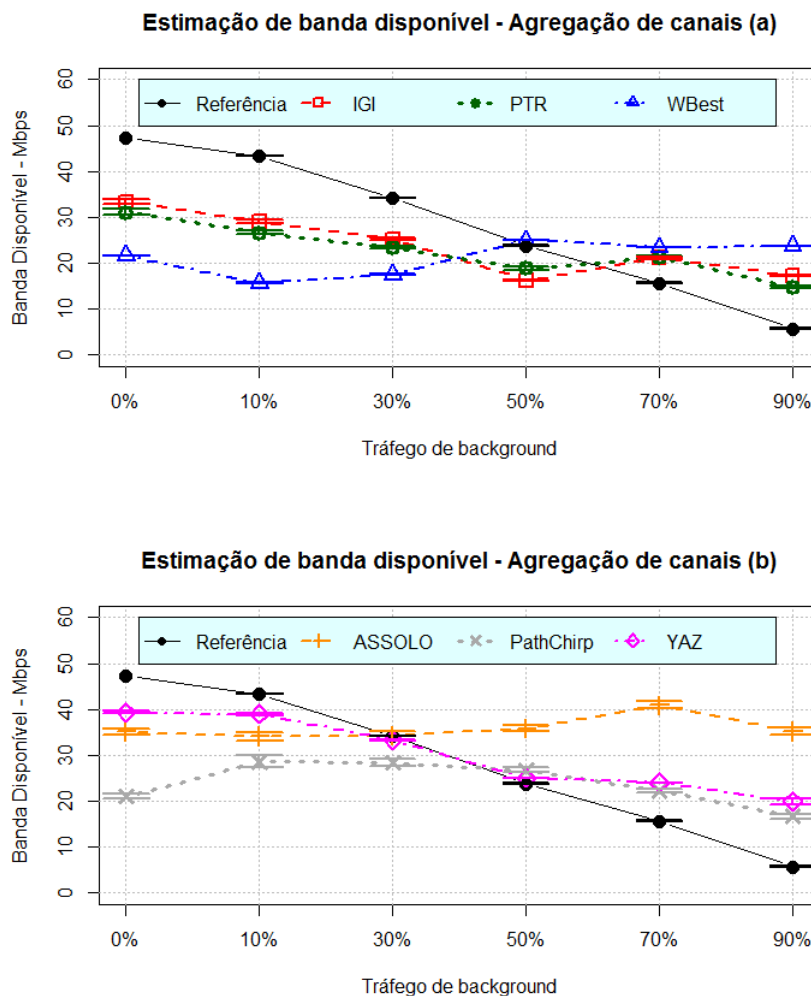 Estimação de banda disponível - Agregação de canais (a)
Referência IGI PTR WBest
Banda Disponível - Mbps
60
50
40
30
20
10
0
0% 10% 30% 50% 70% 90%
Tráfego de background
Estimação de banda disponível - Agregação de canais (b)
Referência ASSOLO PathChirp YAZ
Banda Disponível - Mbps
60
50
40
30
20
10
0
0% 10% 30% 50% 70% 90%
Tráfego de background